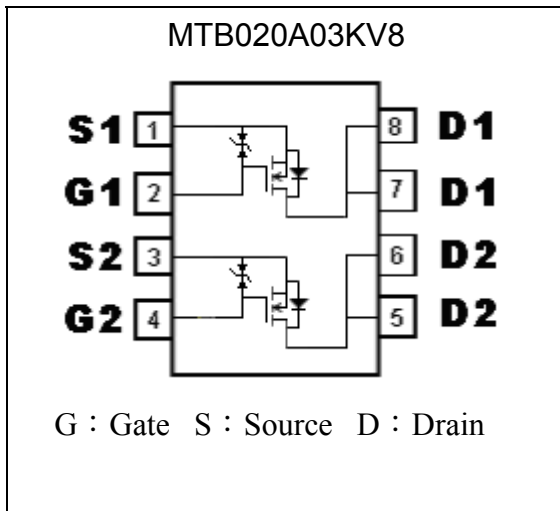 MTB020A03KV8
S1 1 8 D1
G1 2 7 D1
S2 3 6 D2
G2 4 5 D2
G：Gate S：Source D：Drain